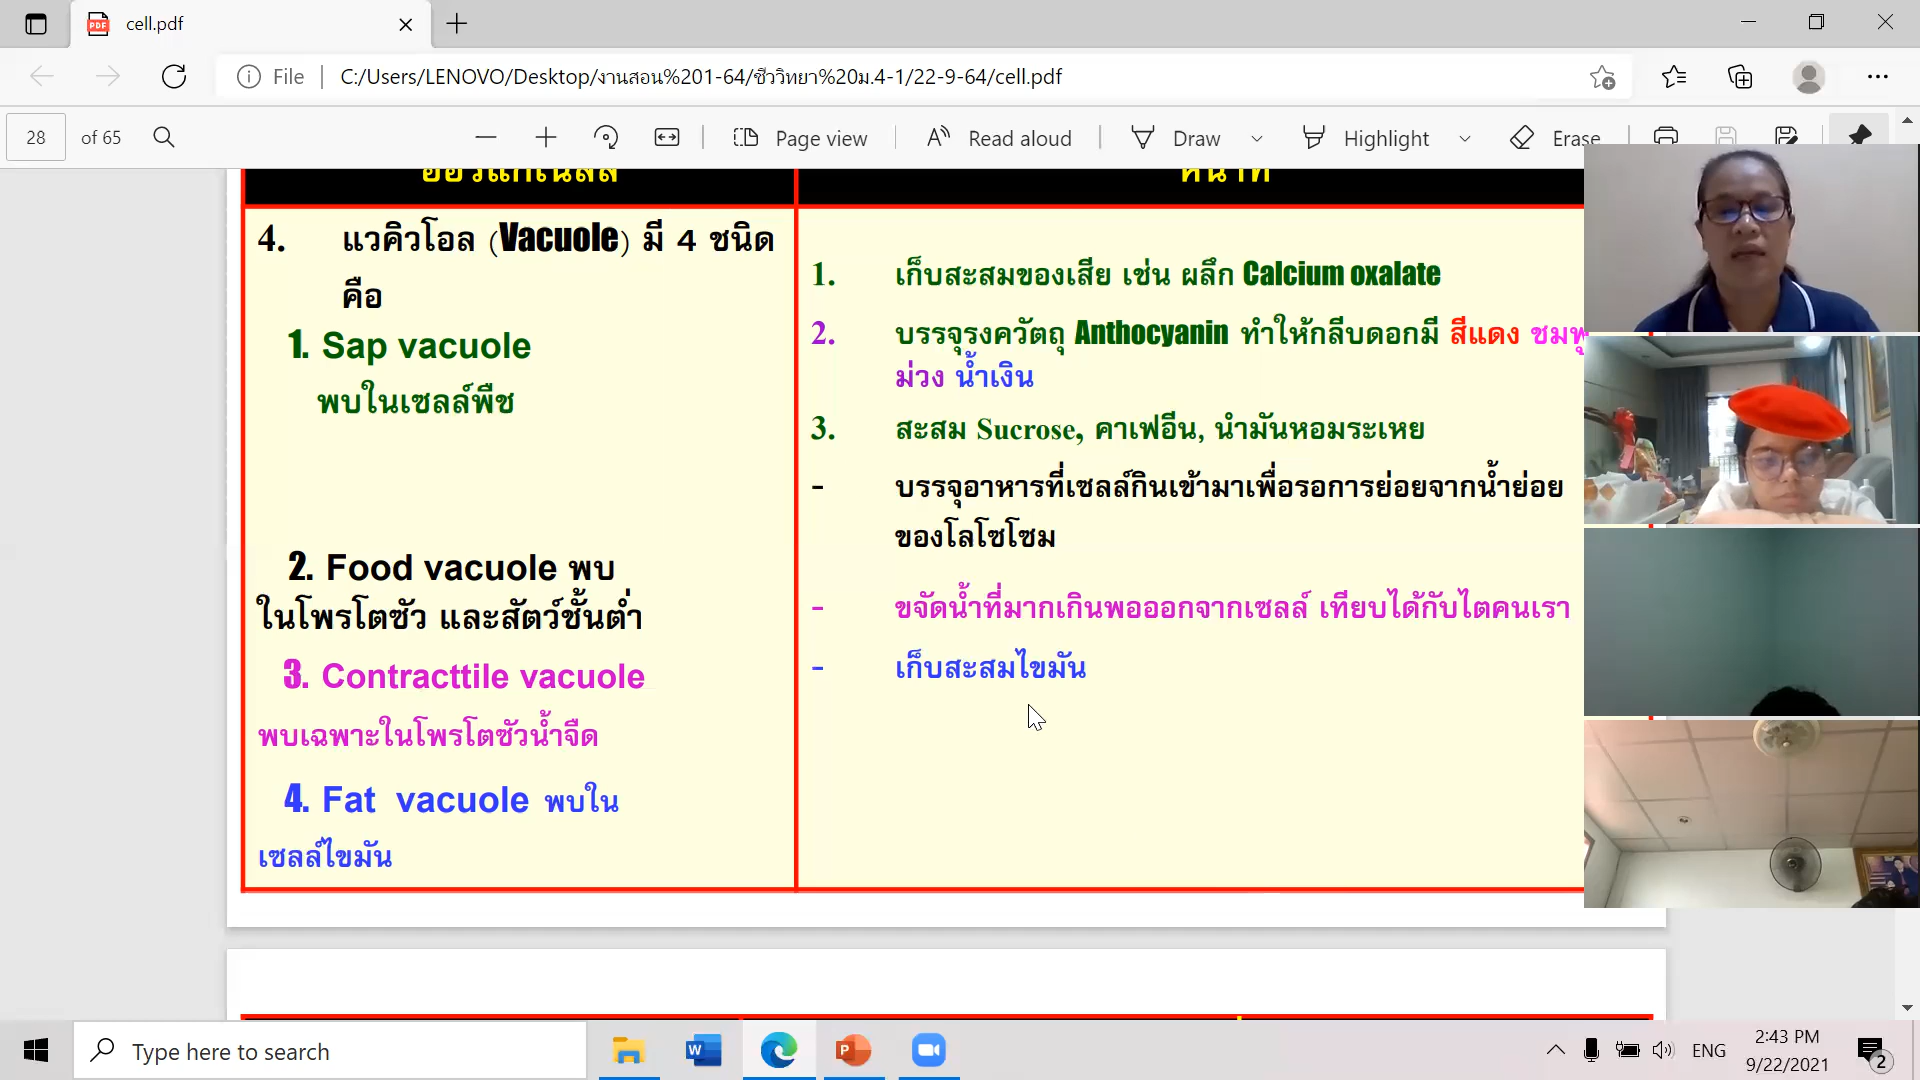 cell.pdf
File
C:/Users/LENOVO/Desktop/งานสอน%201-64/ชีววิทยา%20ม.4-1/22-9-64/cell.pdf
28 of 65
Page view
Read aloud
Draw
Highlight
Erase
ออร์แกเนลล์ หน้าที่
4. แวคิวโอล (Vacuole) มี 4 ชนิด
คือ
1. Sap vacuole
พบในเซลล์พืช
2. Food vacuole พบ
ในโพรโตซัว และสัตว์ชั้นต่ำ
3. Contracttile vacuole
พบเฉพาะในโพรโตซัวน้ำจืด
4. Fat vacuole พบใน
เซลล์ไขมัน
1. เก็บสะสมของเสีย เช่น ผลึก Calcium oxalate
2. บรรจุรงควัตถุ Anthocyanin ทำให้กลีบดอกมี สีแดง ชมพู
ม่วง น้ำเงิน
3. สะสม Sucrose, คาเฟอีน, นำมันหอมระเหย
- บรรจุอาหารที่เซลล์กินเข้ามาเพื่อรอการย่อยจากน้ำย่อย
ของไลโซโซม
- ขจัดน้ำที่มากเกินพอออกจากเซลล์ เทียบได้กับไตคนเรา
- เก็บสะสมไขมัน
Type here to search
ENG
2:43 PM
9/22/2021
2